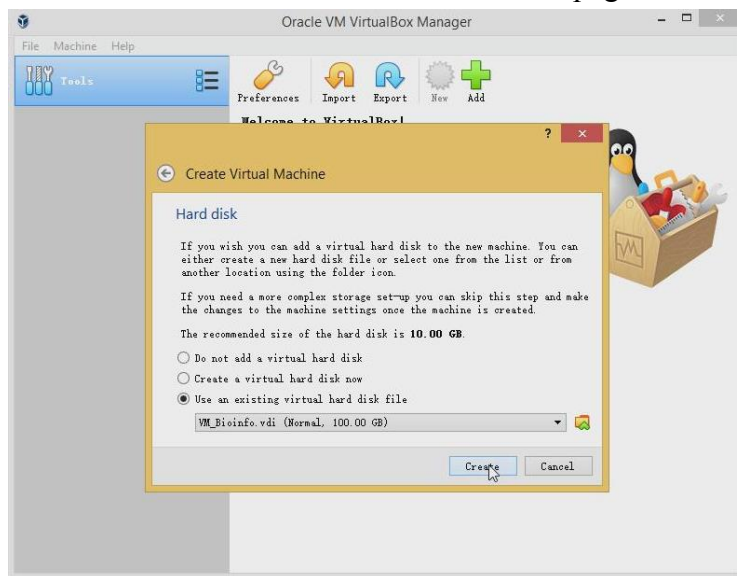 Oracle VM VirtualBox Manager
File Machine Help
Tools
Preferences Import Export New Add
Welcome to VirtualBox!
?
Create Virtual Machine
Hard disk
If you wish you can add a virtual hard disk to the new machine. You can
either create a new hard disk file or select one from the list or from
another location using the folder icon.
If you need a more complex storage set-up you can skip this step and make
the changes to the machine settings once the machine is created.
The recommended size of the hard disk is 10.00 GB.
Do not add a virtual hard disk
Create a virtual hard disk now
Use an existing virtual hard disk file
VM_Bioinfo.vdi (Normal, 100.00 GB)
Create Cancel